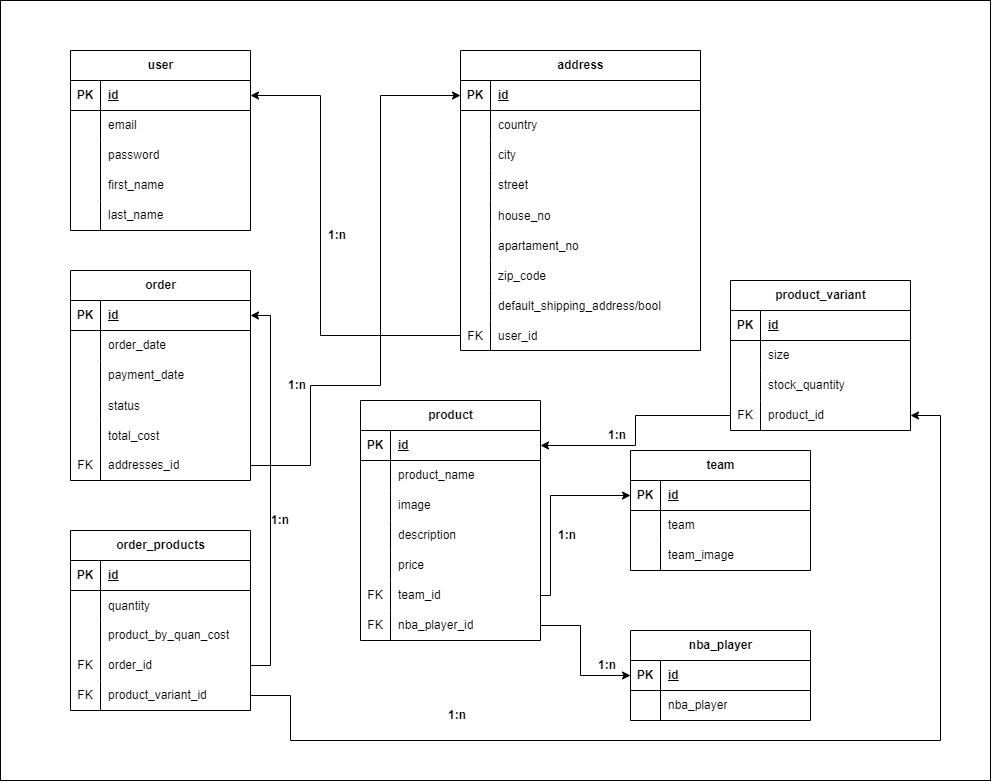 user
PK id
email
password
first_name
last_name
address
PK id
country
city
street
house_no
apartament_no
zip_code
default_shipping_address/bool
FK user_id
1:n
order
PK id
order_date
payment_date
status
total_cost
FK addresses_id
1:n
product_variant
PK id
size
stock_quantity
FK product_id
1:n
product
PK id
product_name
image
description
price
FK team_id
FK nba_player_id
team
PK id
team
team_image
1:n
1:n
order_products
PK id
quantity
product_by_quan_cost
FK order_id
FK product_variant_id
nba_player
PK id
nba_player
1:n
1:n